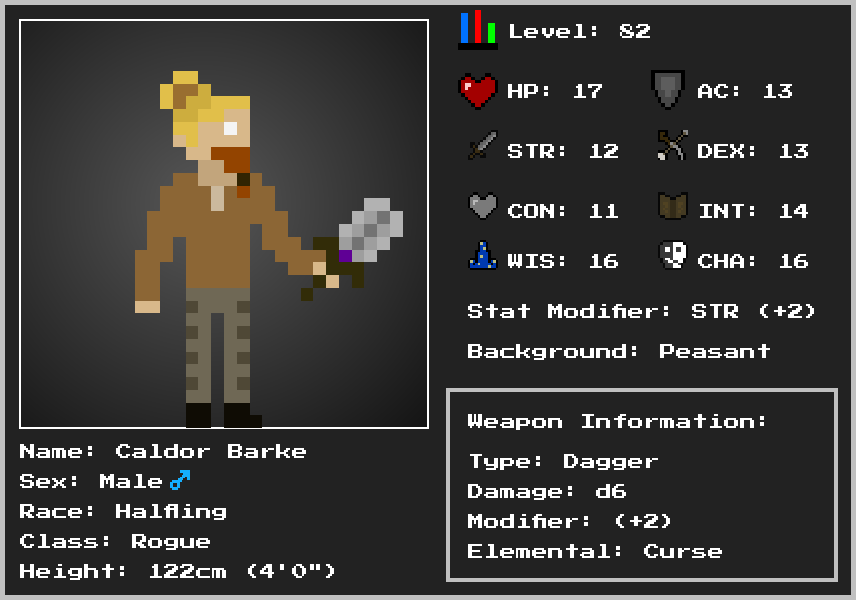 Level: 82
HP: 17
AC: 13
STR: 12
DEX: 13
CON: 11
INT: 14
WIS: 16
CHA: 16
Stat Modifier: STR (+2)
Background: Peasant
Weapon Information:
Type: Dagger
Damage: d6
Modifier: (+2)
Elemental: Curse
Name: Caldor Barke
Sex: Male♂
Race: Halfling
Class: Rogue
Height: 122cm (4'0")